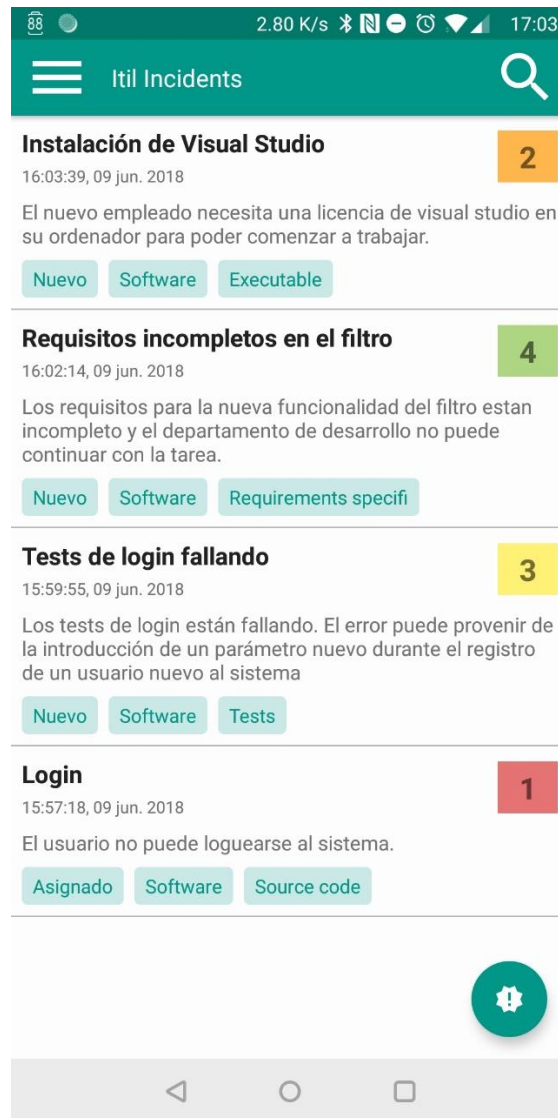 88
2.80 K/s
17:03
Itil Incidents
Instalación de Visual Studio
2
16:03:39, 09 jun. 2018
El nuevo empleado necesita una licencia de visual studio en
su ordenador para poder comenzar a trabajar.
Nuevo Software Executable
Requisitos incompletos en el filtro
4
16:02:14, 09 jun. 2018
Los requisitos para la nueva funcionalidad del filtro estan
incompleto y el departamento de desarrollo no puede
continuar con la tarea.
Nuevo Software Requirements specifi
Tests de login fallando
3
15:59:55, 09 jun. 2018
Los tests de login están fallando. El error puede provenir de
la introducción de un parámetro nuevo durante el registro
de un usuario nuevo al sistema
Nuevo Software Tests
Login
1
15:57:18, 09 jun. 2018
El usuario no puede loguearse al sistema.
Asignado Software Source code